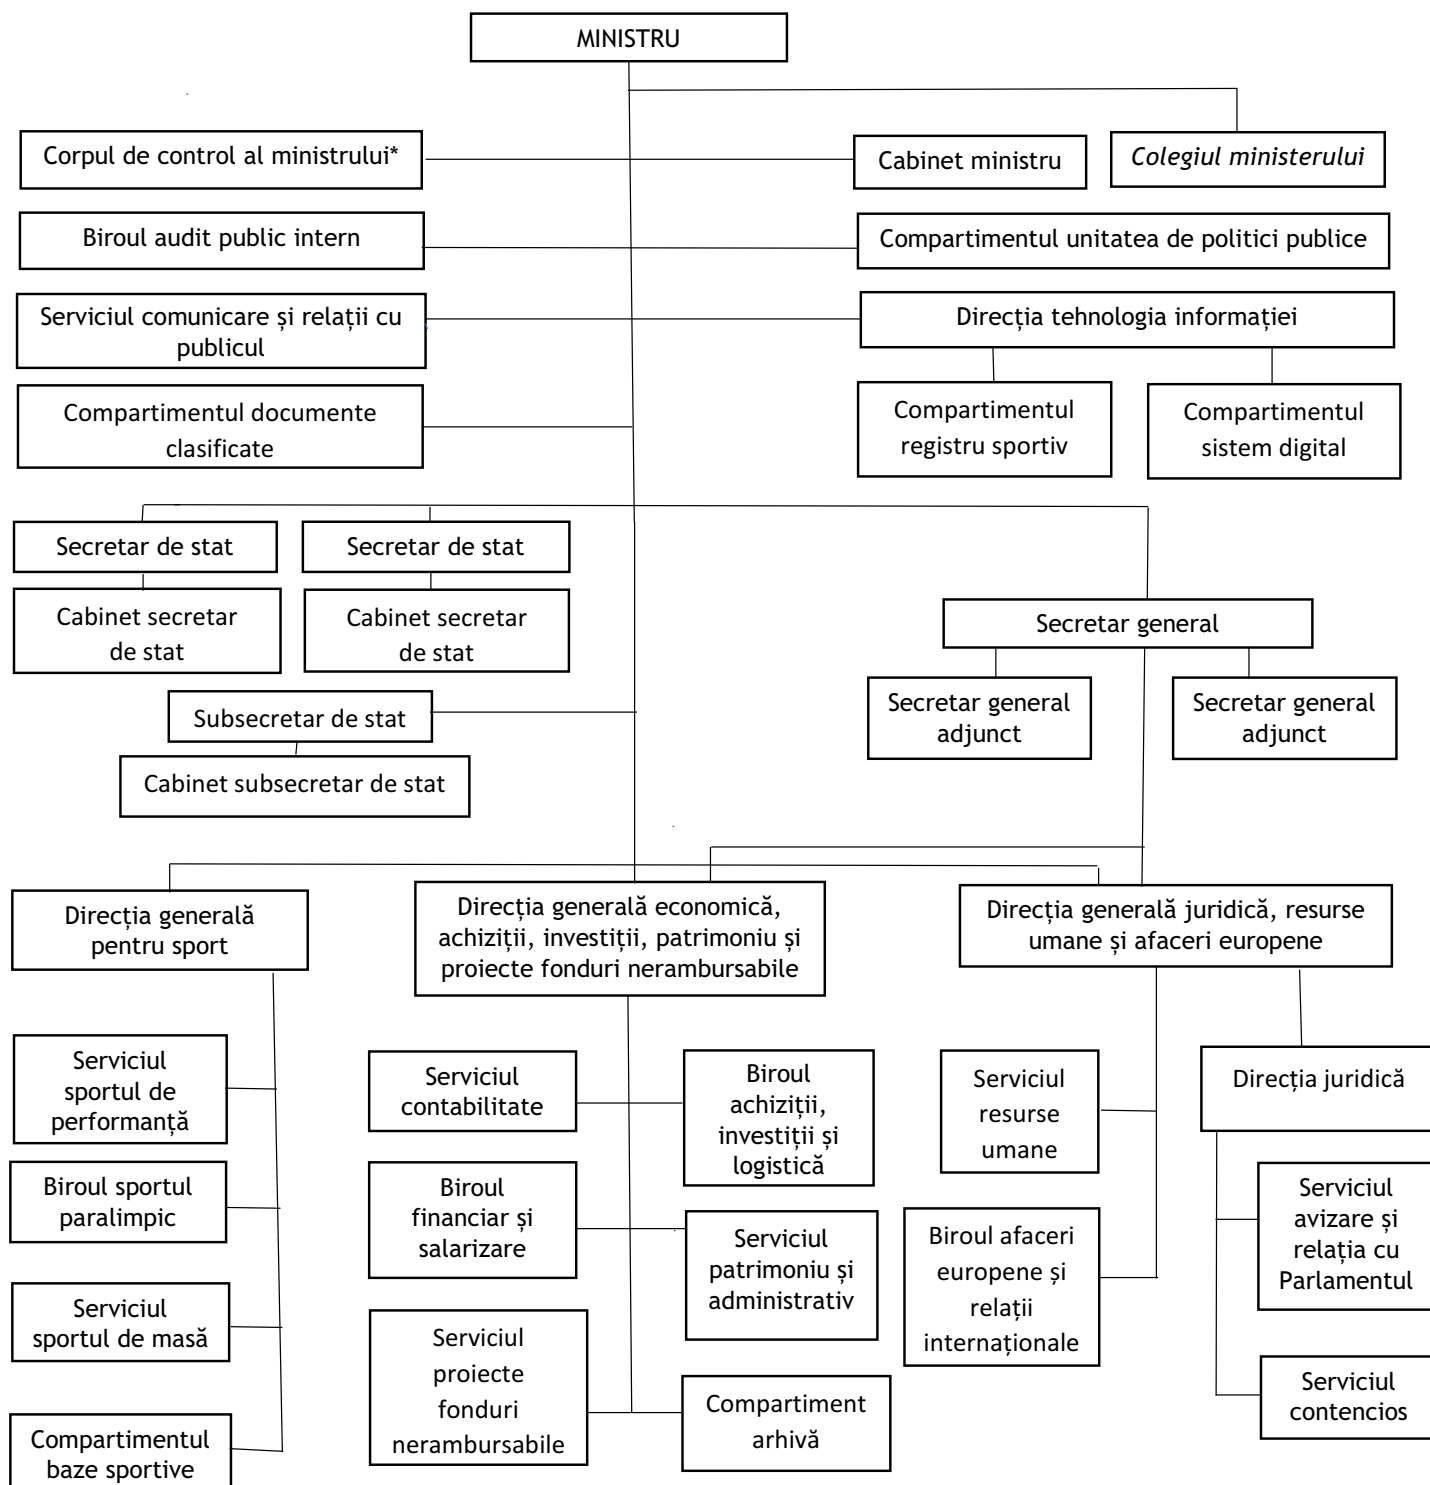 MINISTRU
Corpul de control al ministrului*
Cabinet ministru
Colegiul ministerului
Biroul audit public intern
Compartimentul unitatea de politici publice
Serviciul comunicare și relații cu
publicul
Direcția tehnologia informației
Compartimentul documente
clasificate
Compartimentul
registru sportiv
Compartimentul
sistem digital
Secretar de stat
Secretar de stat
Cabinet secretar
de stat
Cabinet secretar
de stat
Secretar general
Subsecretar de stat
Cabinet subsecretar de stat
Secretar general
adjunct
Secretar general
adjunct
Direcția generală
pentru sport
Direcția generală economică,
achiziții, investiții, patrimoniu și
proiecte fonduri nerambursabile
Direcția generală juridică, resurse
umane și afaceri europene
Serviciul
sportul de
performanță
Biroul sportul
paralimpic
Serviciul
sportul de masă
Compartimentul
baze sportive
Serviciul
contabilitate
Biroul
achiziții,
investiții și
logistică
Biroul
financiar și
salarizare
Serviciul
patrimoniu și
administrativ
Serviciul
proiecte
fonduri
nerambursabile
Compartiment
arhivă
Serviciul
resurse
umane
Direcția juridică
Biroul afaceri
europene și
relații
internaționale
Serviciul
avizare și
relația cu
Parlamentul
Serviciul
contencios